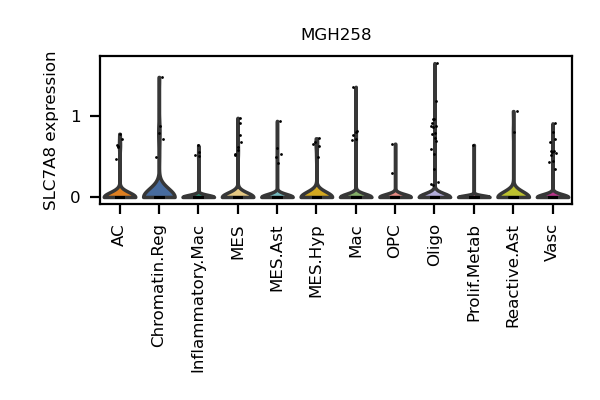 MGH258
SLC7A8 expression
1
0
AC
Chromatin.Reg
Inflammatory.Mac
MES
MES.Ast
MES.Hyp
Mac
OPC
Oligo
Prolif.Metab
Reactive.Ast
Vasc